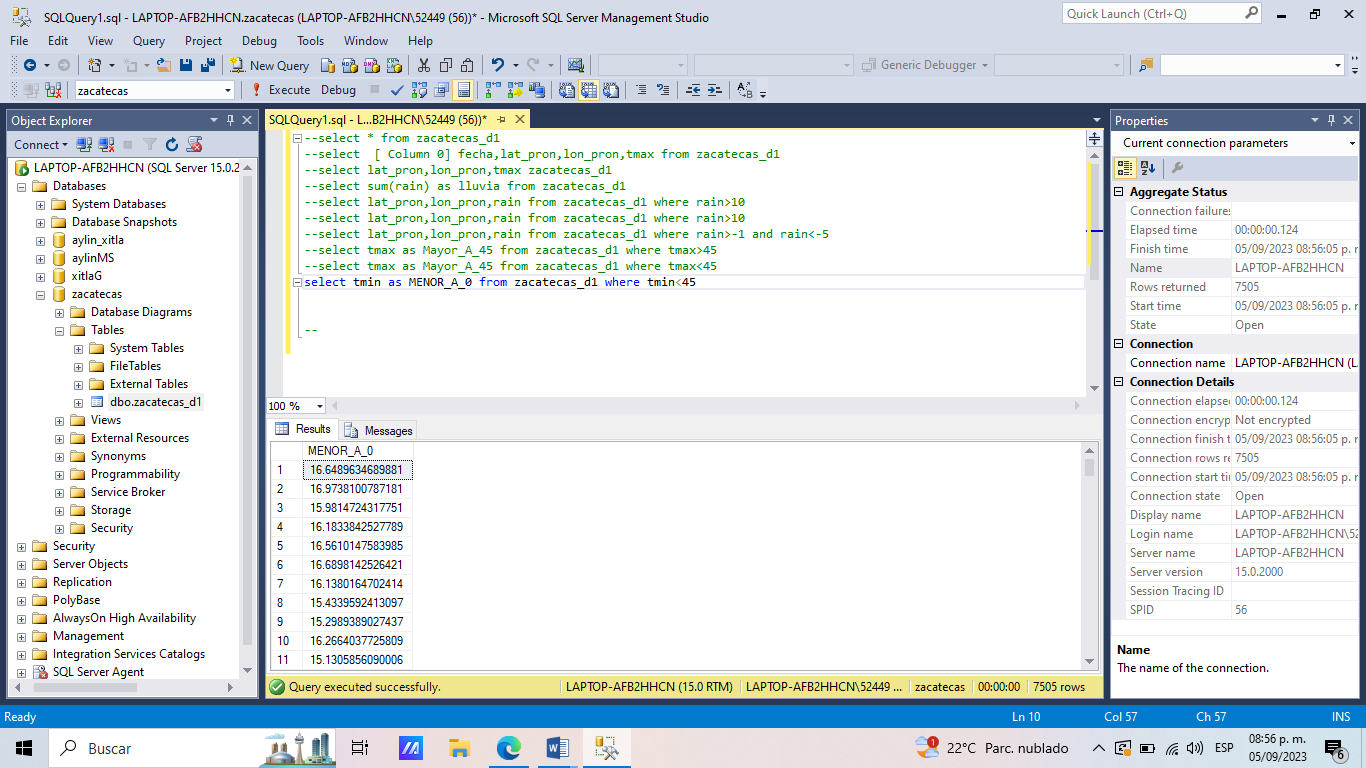 SQLQuery1.sql - LAPTOP-AFB2HHCN.zacatecas (LAPTOP-AFB2HHCN\52449 (56))* - Microsoft SQL Server Management Studio
Quick Launch (Ctrl+Q)
File Edit View Query Project Debug Tools Window Help
New Query
Generic Debugger
zacatecas
Execute Debug
Object Explorer
Connect
LAPTOP-AFB2HHCN (SQL Server 15.0.2
Databases
System Databases
Database Snapshots
aylin_xitla
aylinMS
xitlaG
zacatecas
Database Diagrams
Tables
System Tables
FileTables
External Tables
dbo.zacatecas_d1
Views
External Resources
Synonyms
Programmability
Service Broker
Storage
Security
Security
Server Objects
Replication
PolyBase
AlwaysOn High Availability
Management
Integration Services Catalogs
SQL Server Agent
SQLQuery1.sql - L...B2HHCN\52449 (56))*
--select * from zacatecas_d1
--select  [ Column 0] fecha,lat_pron,lon_pron,tmax from zacatecas_d1
--select lat_pron,lon_pron,tmax zacatecas_d1
--select sum(rain) as lluvia from zacatecas_d1
--select lat_pron,lon_pron,rain from zacatecas_d1 where rain>10
--select lat_pron,lon_pron,rain from zacatecas_d1 where rain>10
--select lat_pron,lon_pron,rain from zacatecas_d1 where rain>-1 and rain<-5
--select tmax as Mayor_A_45 from zacatecas_d1 where tmax>45
--select tmax as Mayor_A_45 from zacatecas_d1 where tmax<45
select tmin as MENOR_A_0 from zacatecas_d1 where tmin<45
--
100 %
Results Messages
MENOR_A_0
1 16.6489634689881
2 16.9738100787181
3 15.9814724317751
4 16.1833842527789
5 16.5610147583985
6 16.6898142526421
7 16.1380164702414
8 15.4339592413097
9 15.2989389027437
10 16.2664037725809
11 15.1305856090006
Query executed successfully.
LAPTOP-AFB2HHCN (15.0 RTM) LAPTOP-AFB2HHCN\52449 ... zacatecas 00:00:00 7505 rows
Properties
Current connection parameters
Aggregate Status
Connection failures
Elapsed time 00:00:00.124
Finish time 05/09/2023 08:56:05 p. r
Name LAPTOP-AFB2HHCN
Rows returned 7505
Start time 05/09/2023 08:56:05 p. r
State Open
Connection
Connection name LAPTOP-AFB2HHCN (L
Connection Details
Connection elapse 00:00:00.124
Connection encryp Not encrypted
Connection finish t 05/09/2023 08:56:05 p. r
Connection rows re 7505
Connection start tir 05/09/2023 08:56:05 p. r
Connection state Open
Display name LAPTOP-AFB2HHCN
Login name LAPTOP-AFB2HHCN\52
Server name LAPTOP-AFB2HHCN
Server version 15.0.2000
Session Tracing ID
SPID 56
Name
The name of the connection.
Ready Ln 10 Col 57 Ch 57 INS
Buscar
22°C Parc. nublado
ESP
08:56 p. m.
05/09/2023
6